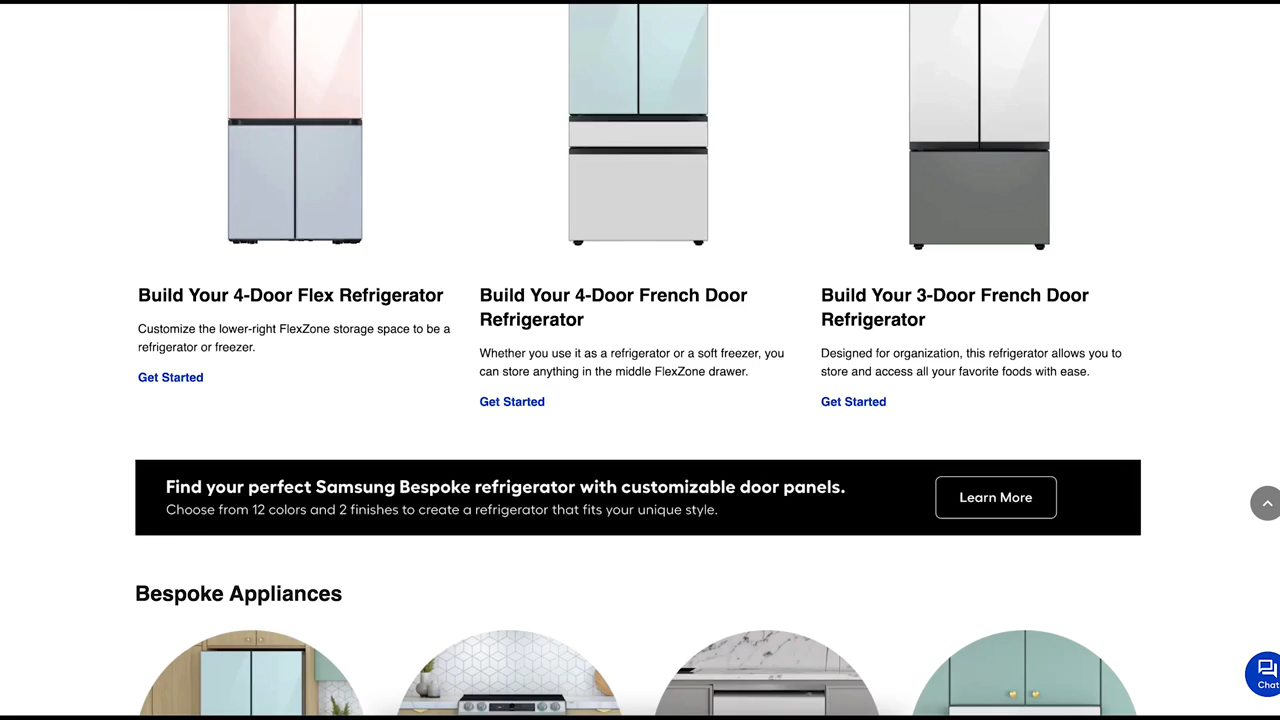 Build Your 4-Door Flex Refrigerator
Customize the lower-right FlexZone storage space to be a
refrigerator or freezer.
Get Started
Build Your 4-Door French Door
Refrigerator
Whether you use it as a refrigerator or a soft freezer, you
can store anything in the middle FlexZone drawer.
Get Started
Build Your 3-Door French Door
Refrigerator
Designed for organization, this refrigerator allows you to
store and access all your favorite foods with ease.
Get Started
Find your perfect Samsung Bespoke refrigerator with customizable door panels.
Choose from 12 colors and 2 finishes to create a refrigerator that fits your unique style.
Learn More
Bespoke Appliances
Chat